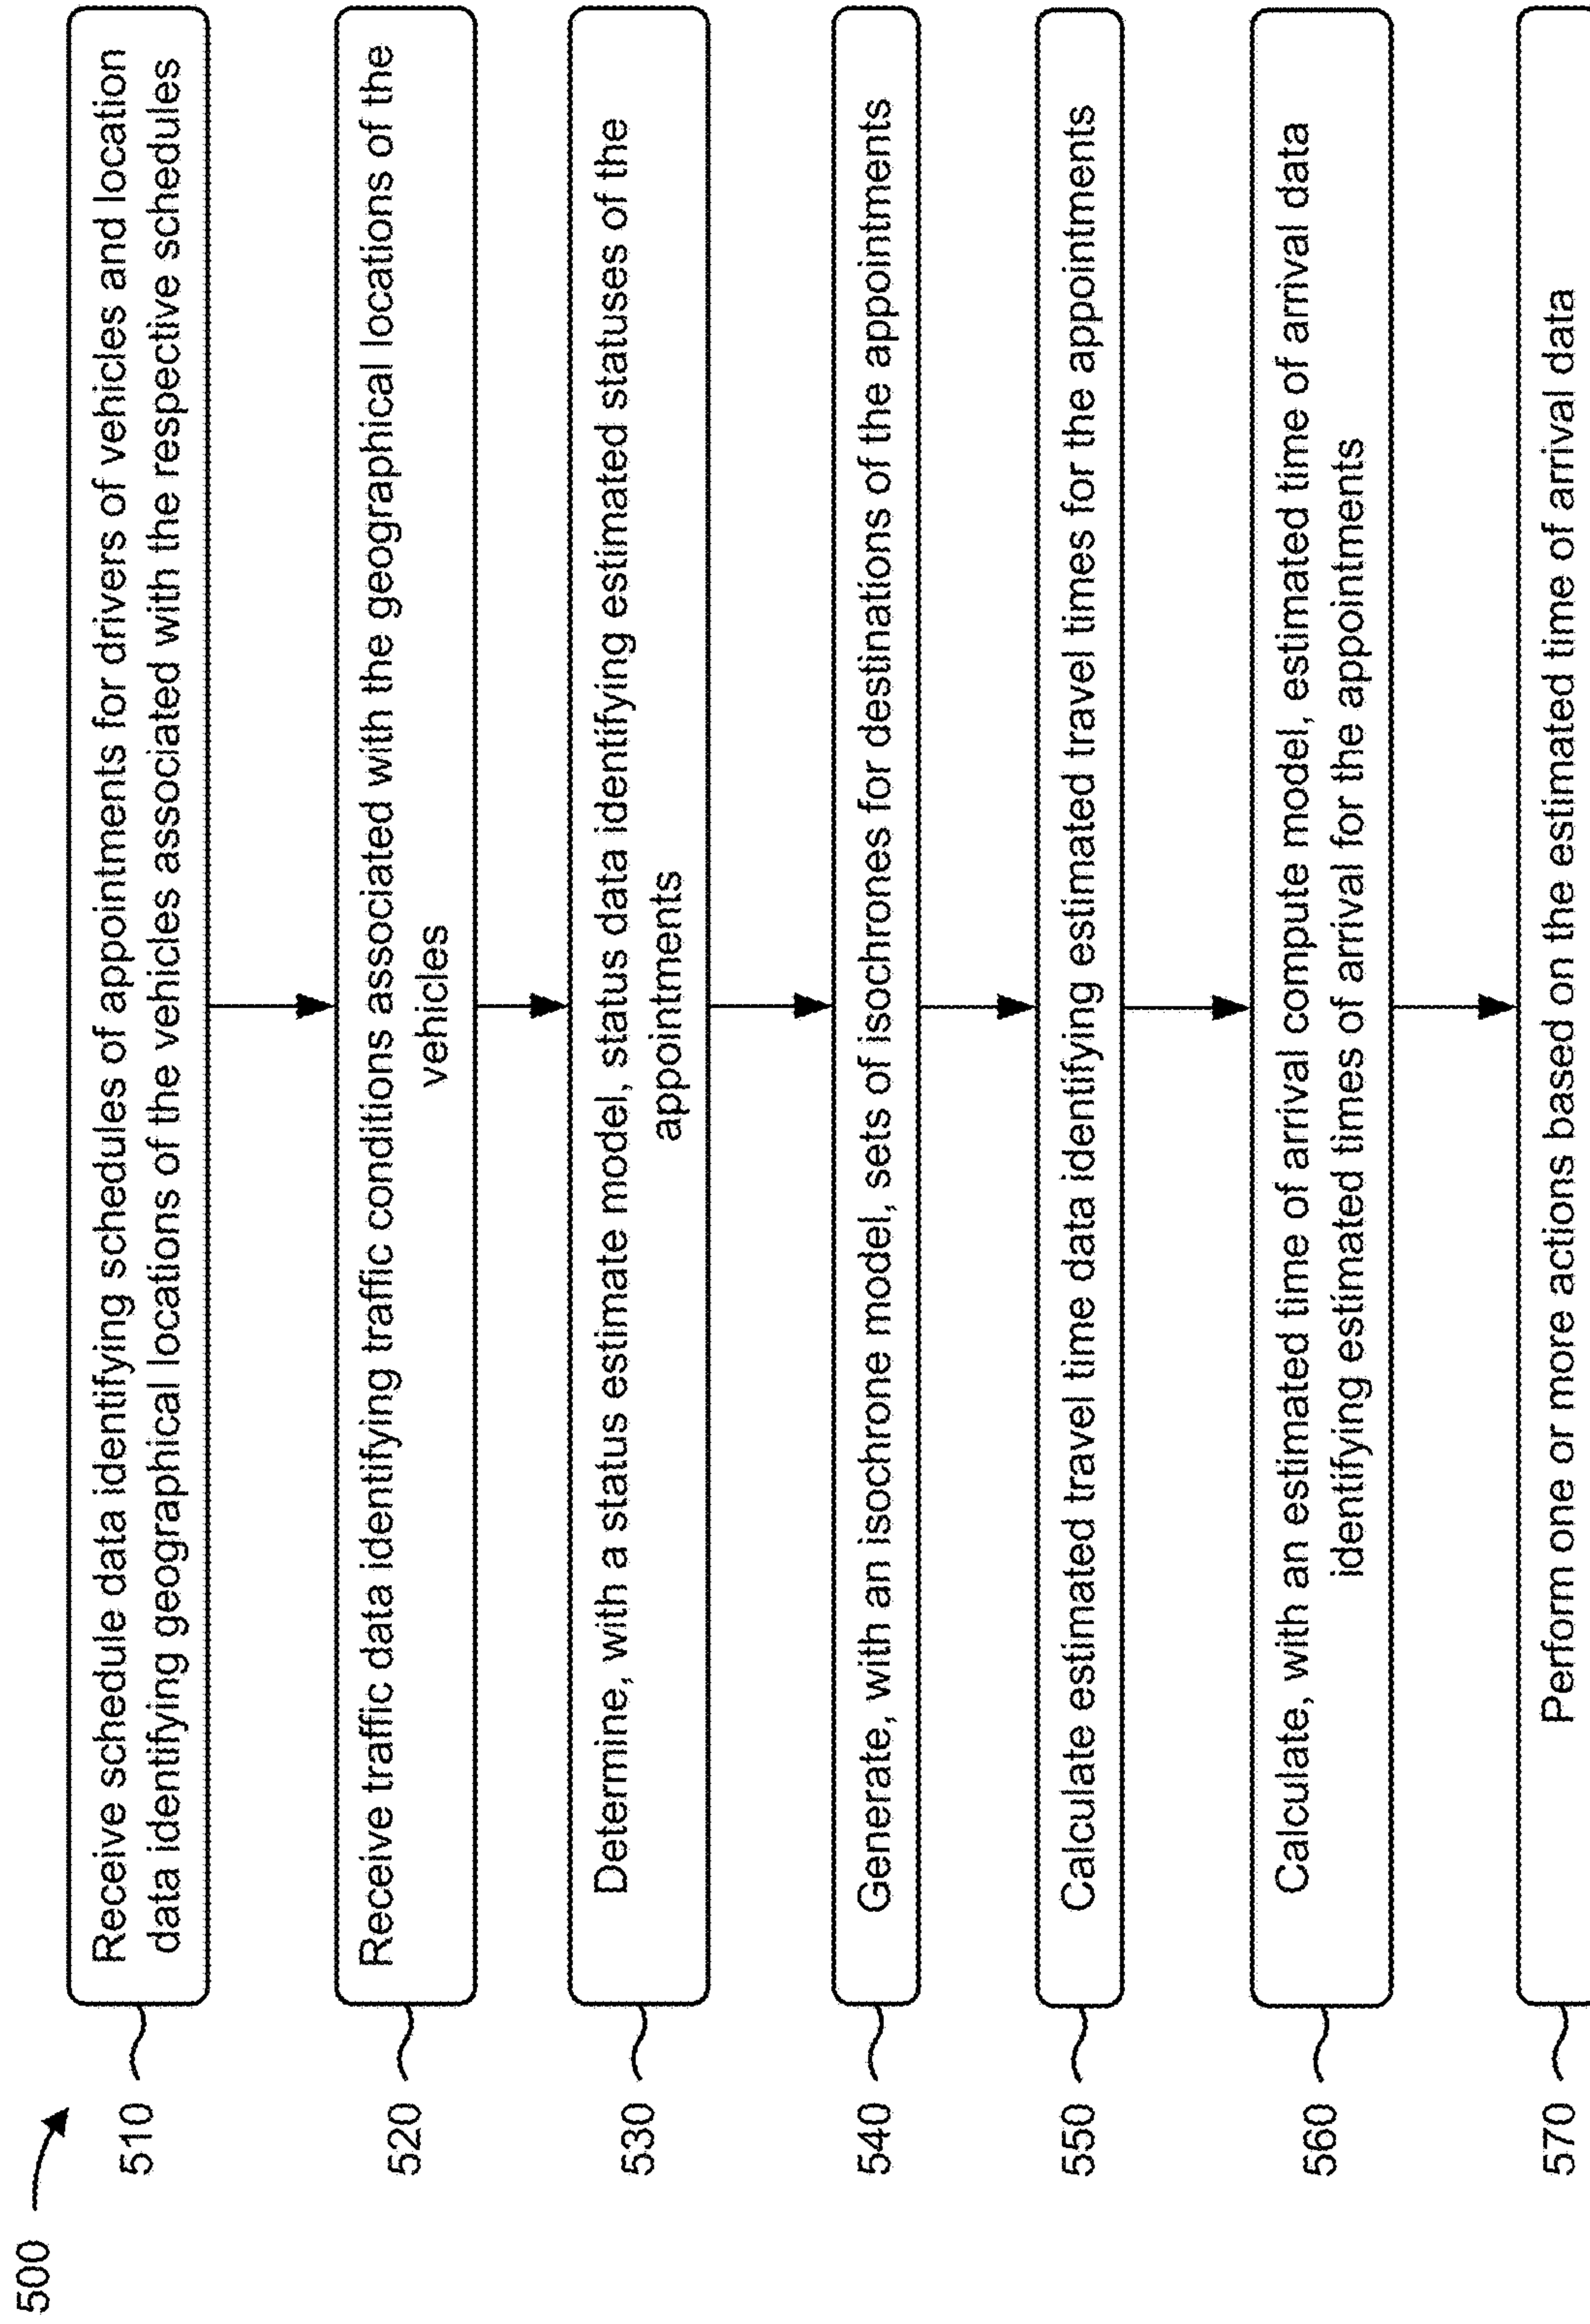 500
510
Receive schedule data identifying schedules of appointments for drivers of vehicles and location
data identifying geographical locations of the vehicles associated with the respective schedules
520
Receive traffic data identifying traffic conditions associated with the geographical locations of the
vehicles
530
Determine, with a status estimate model, status data identifying estimated statuses of the
appointments
540
Generate, with an isochrone model, sets of isochrones for destinations of the appointments
550
Calculate estimated travel time data identifying estimated travel times for the appointments
560
Calculate, with an estimated time of arrival compute model, estimated time of arrival data
identifying estimated times of arrival for the appointments
570
Perform one or more actions based on the estimated time of arrival data